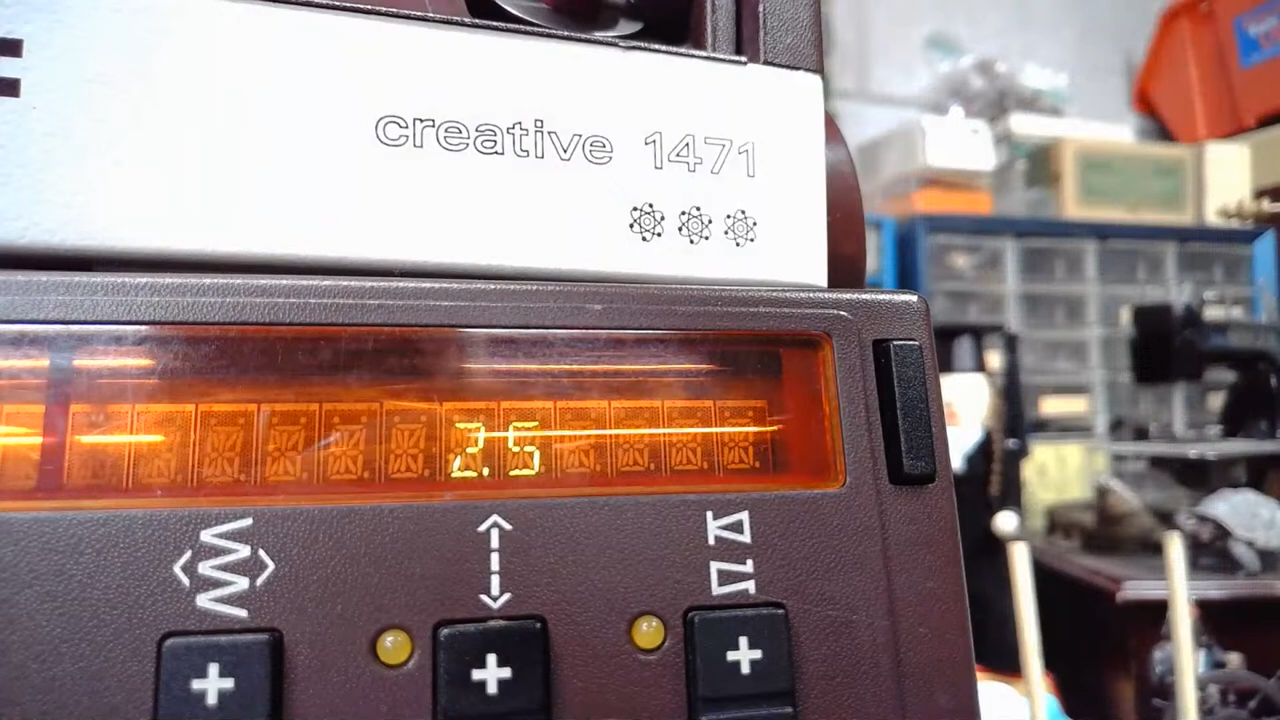 creative 1471
2.5
+ + +